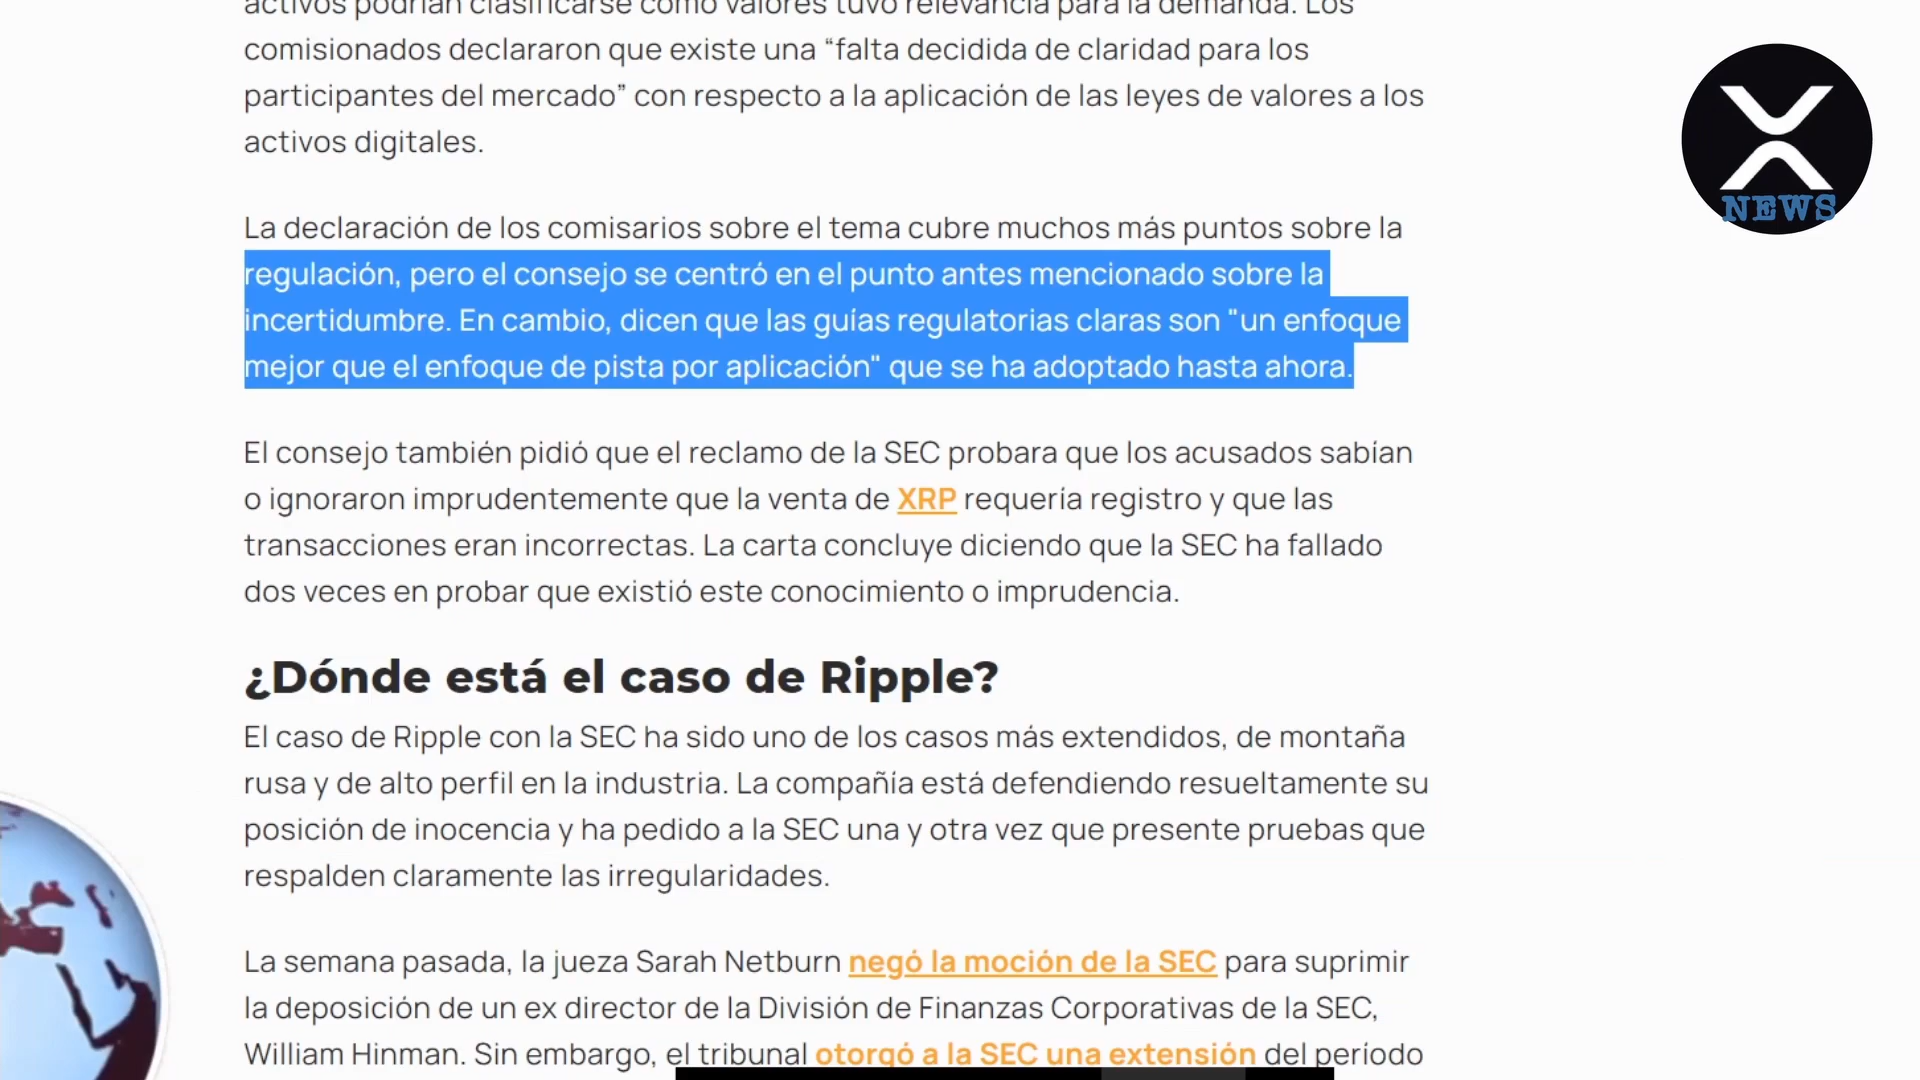 activos podrían clasificarse como valores tuvo relevancia para la demanda. Los
comisionados declararon que existe una “falta decidida de claridad para los
participantes del mercado” con respecto a la aplicación de las leyes de valores a los
activos digitales.
NEWS
La declaración de los comisarios sobre el tema cubre muchos más puntos sobre la
regulación, pero el consejo se centró en el punto antes mencionado sobre la
incertidumbre. En cambio, dicen que las guías regulatorias claras son "un enfoque
mejor que el enfoque de pista por aplicación" que se ha adoptado hasta ahora.
El consejo también pidió que el reclamo de la SEC probara que los acusados sabían
o ignoraron imprudentemente que la venta de XRP requería registro y que las
transacciones eran incorrectas. La carta concluye diciendo que la SEC ha fallado
dos veces en probar que existió este conocimiento o imprudencia.
¿Dónde está el caso de Ripple?
El caso de Ripple con la SEC ha sido uno de los casos más extendidos, de montaña
rusa y de alto perfil en la industria. La compañía está defendiendo resueltamente su
posición de inocencia y ha pedido a la SEC una y otra vez que presente pruebas que
respalden claramente las irregularidades.
La semana pasada, la jueza Sarah Netburn negó la moción de la SEC para suprimir
la deposición de un ex director de la División de Finanzas Corporativas de la SEC,
William Hinman. Sin embargo, el tribunal otorgó a la SEC una extensión del período